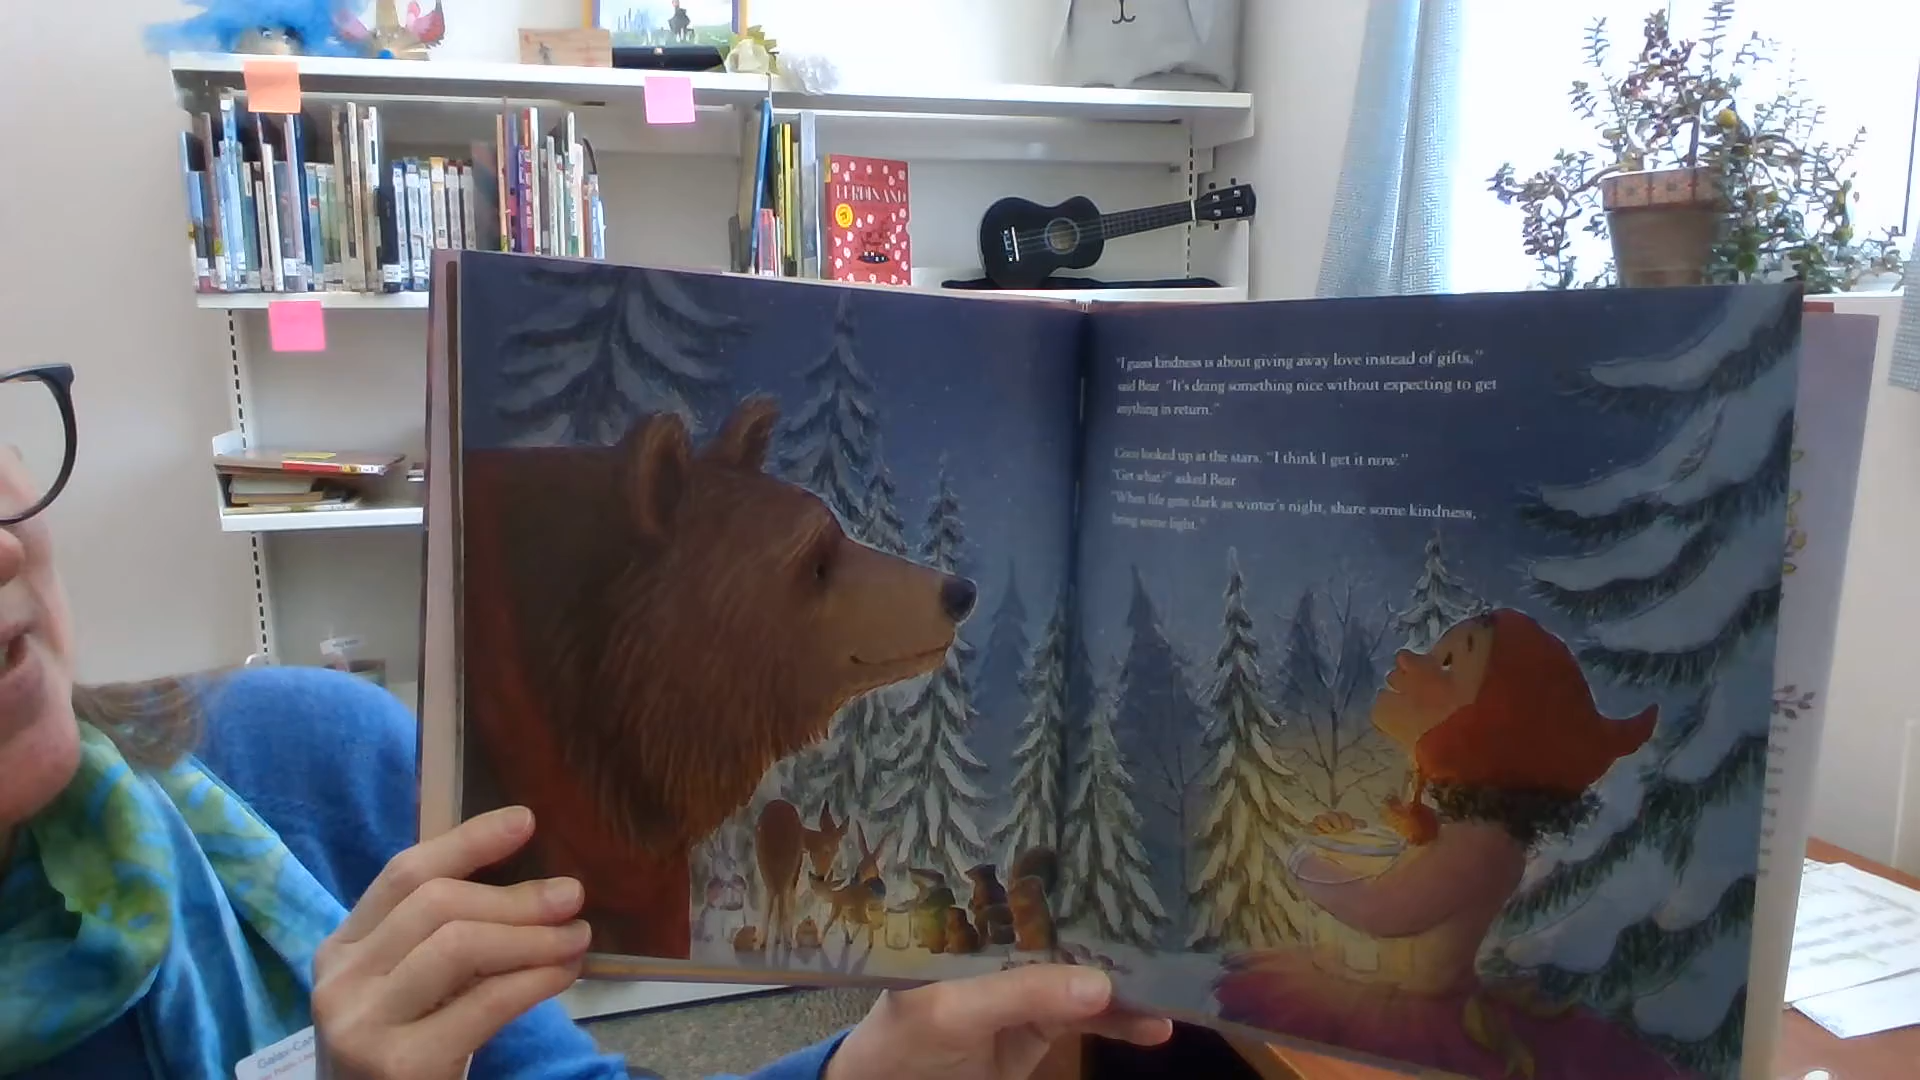 FERDINAND
"I guess kindness is about giving away love instead of gifts,"
said Bear. "It's doing something nice without expecting to get
anything in return."
Coco looked up at the stars. "I think I get it now."
"Get what?" asked Bear
"When life gets dark as winter's night, share some kindness,
bring some light."
Public